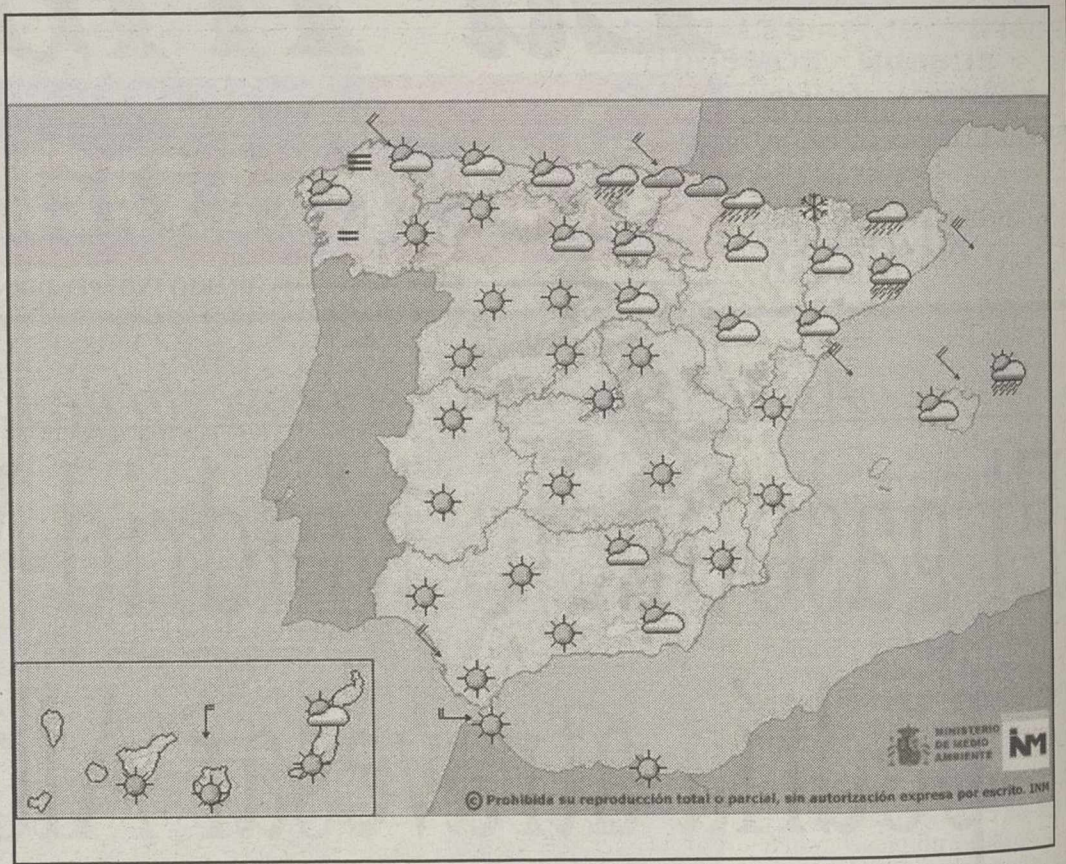 MINISTERIO
DE MEDIO
AMBIENTE
INM
© Prohibida su reproducción total o parcial, sin autorización expresa por escrito. INM